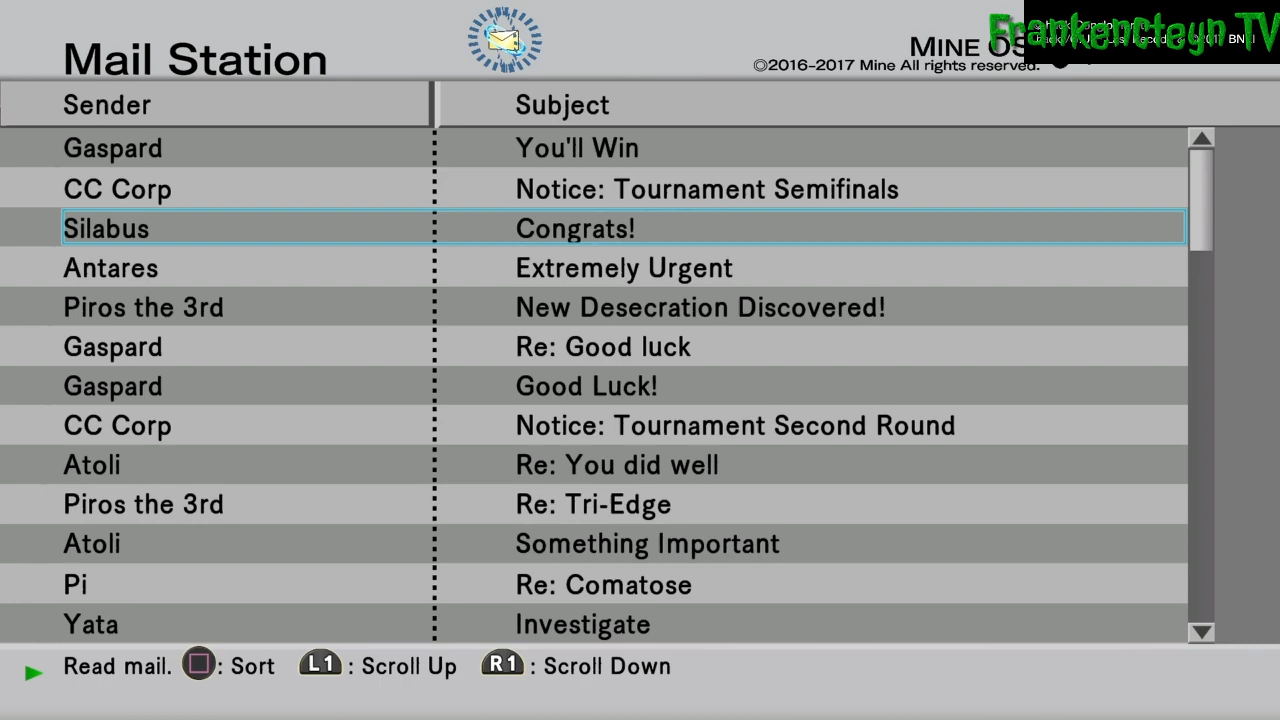 Frankencteyn TV
Mail Station
MINE OS
©2016-2017 Mine All rights reserved.
Sender Subject
Gaspard You'll Win
CC Corp Notice: Tournament Semifinals
Silabus Congrats!
Antares Extremely Urgent
Piros the 3rd New Desecration Discovered!
Gaspard Re: Good luck
Gaspard Good Luck!
CC Corp Notice: Tournament Second Round
Atoli Re: You did well
Piros the 3rd Re: Tri-Edge
Atoli Something Important
Pi Re: Comatose
Yata Investigate
Read mail. : Sort L1 : Scroll Up R1 : Scroll Down